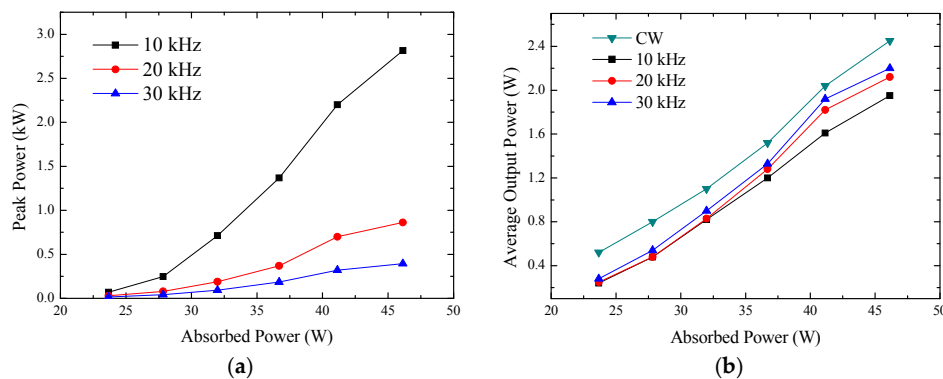 3.0
2.5
2.0
1.5
1.0
0.5
0.0
Peak Power (kW)
10 kHz
20 kHz
30 kHz
20 25 30 35 40 45 50
Absorbed Power (W)
(a)
2.4
2.0
1.6
1.2
0.8
0.4
Average Output Power (W)
CW
10 kHz
20 kHz
30 kHz
20 25 30 35 40 45 50
Absorbed Power (W)
(b)